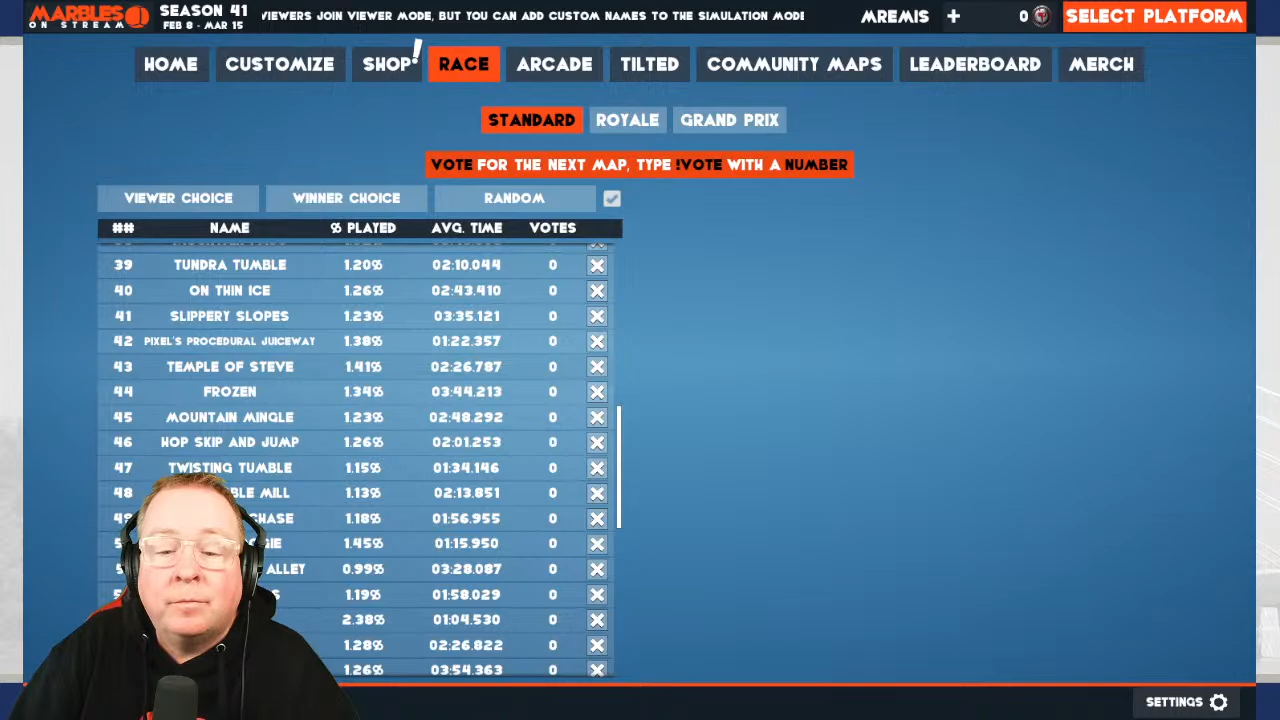 MARBLES
ON STREAM
SEASON 41
FEB 8 - MAR 15
VIEWERS JOIN VIEWER MODE, BUT YOU CAN ADD CUSTOM NAMES TO THE SIMULATION MODE
MREMIS + 0 SELECT PLATFORM
HOME CUSTOMIZE SHOP! RACE ARCADE TILTED COMMUNITY MAPS LEADERBOARD MERCH
STANDARD ROYALE GRAND PRIX
VOTE FOR THE NEXT MAP, TYPE !VOTE WITH A NUMBER
VIEWER CHOICE WINNER CHOICE RANDOM
## NAME % PLAYED AVG. TIME VOTES
39 TUNDRA TUMBLE 1.20% 02:10.044 0
40 ON THIN ICE 1.26% 02:43.410 0
41 SLIPPERY SLOPES 1.23% 03:35.121 0
42 PIXEL'S PROCEDURAL JUICEWAY 1.38% 01:22.357 0
43 TEMPLE OF STEVE 1.41% 02:26.787 0
44 FROZEN 1.34% 03:44.213 0
45 MOUNTAIN MINGLE 1.23% 02:48.292 0
46 HOP SKIP AND JUMP 1.26% 02:01.253 0
47 TWISTING TUMBLE 1.15% 01:34.146 0
48 MILL 1.13% 02:13.851 0
49 CHASE 1.18% 01:56.955 0
1.45% 01:15.950 0
ALLEY 0.99% 03:28.087 0
1.19% 01:58.029 0
2.38% 01:04.530 0
1.28% 02:26.822 0
1.26% 03:54.363 0
SETTINGS